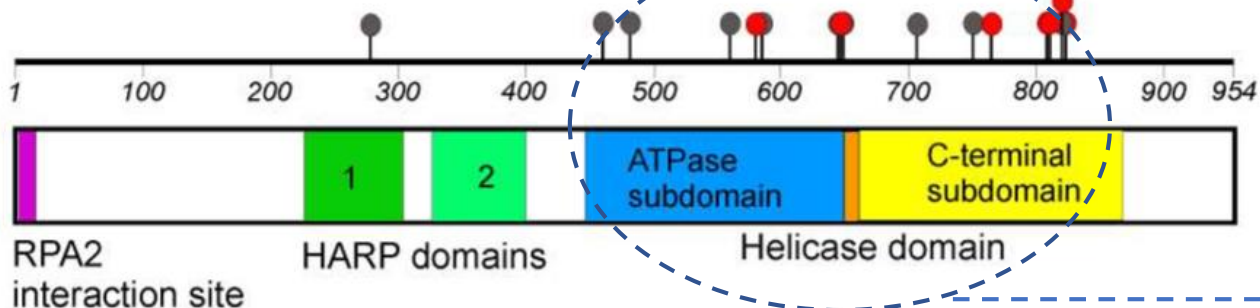 1 100 200 300 400 500 600 700 800 900 954
1 2 ATPase subdomain C-terminal subdomain
RPA2 interaction site
HARP domains
Helicase domain